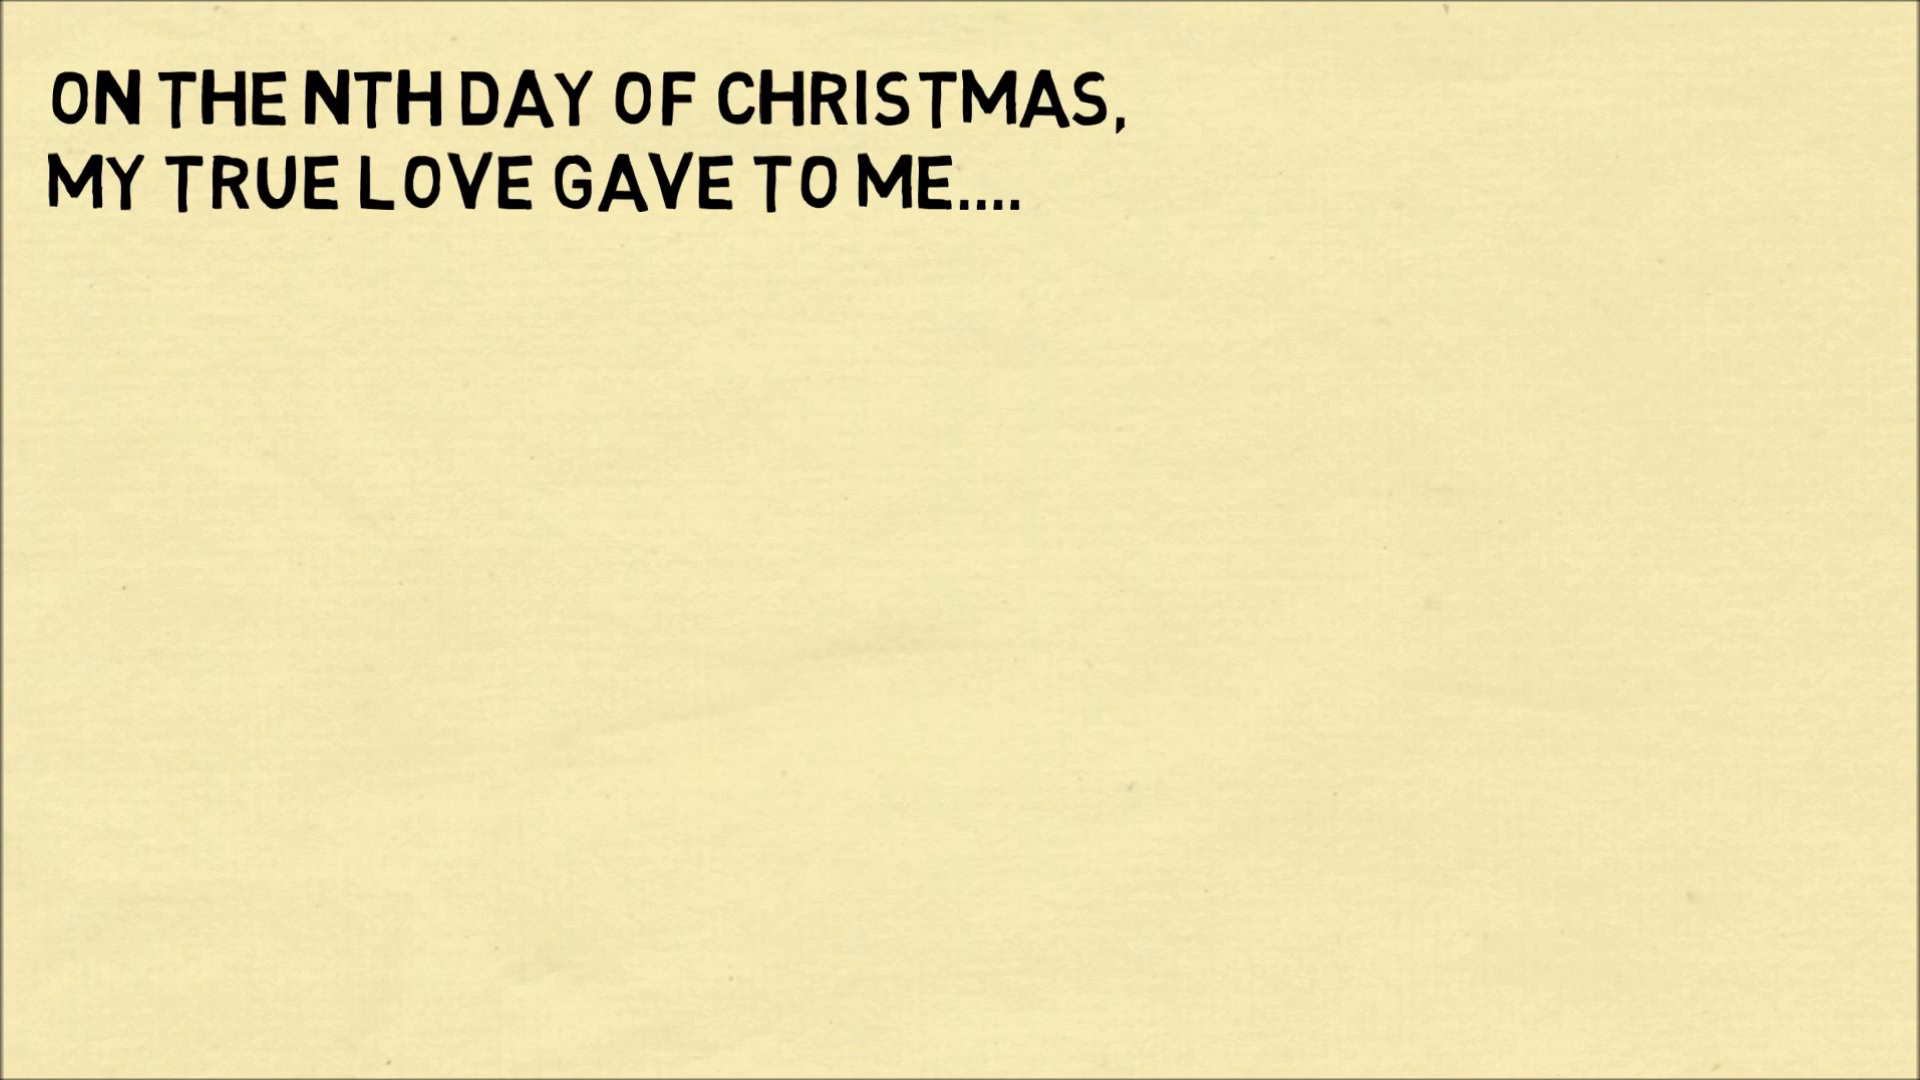 ON THE NTH DAY OF CHRISTMAS,
MY TRUE LOVE GAVE TO ME....